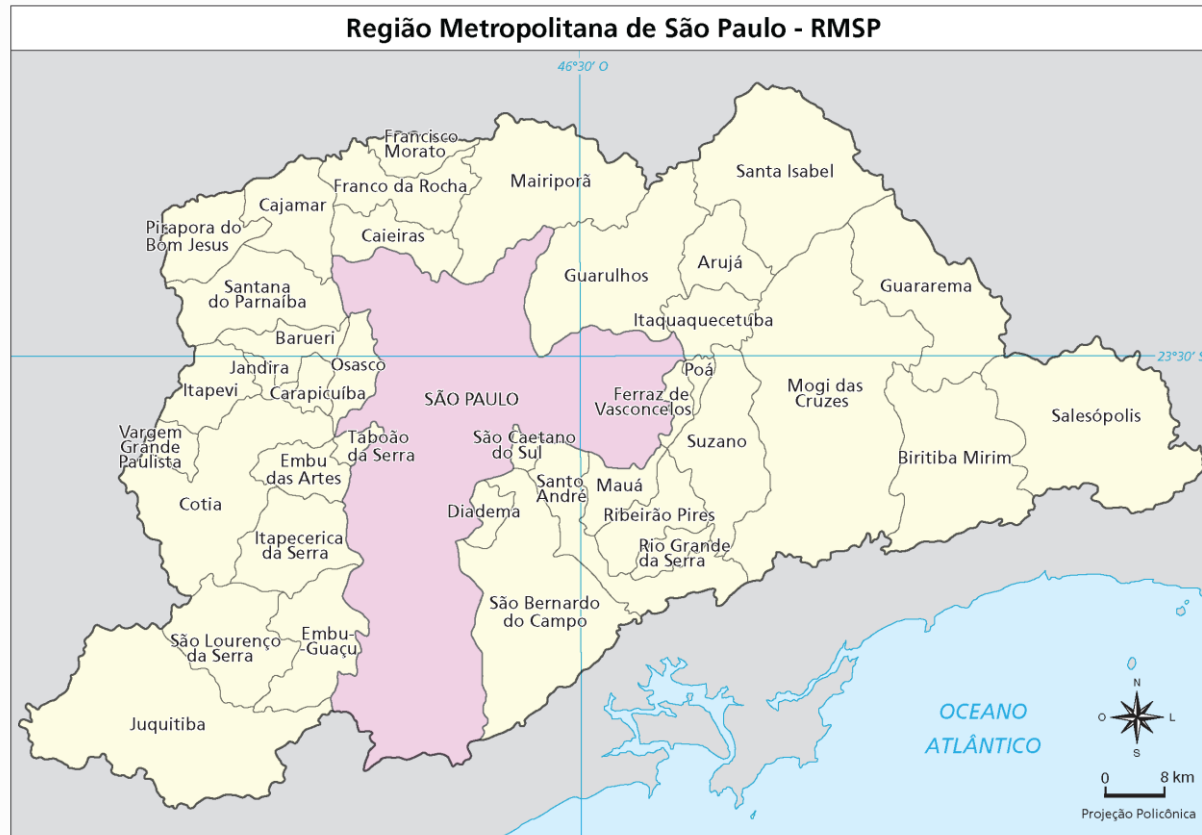 Região Metropolitana de São Paulo - RMSP
46°30' O
Francisco
Morato
Franco da Rocha
Mairiporã
Santa Isabel
Cajamar
Pirapora do
Bom Jesus
Caieiras
Guarulhos
Arujá
Santana
do Parnaíba
Guararema
Itaquaquecetuba
Barueri
23°30' S
Jandira
Osasco
Poá
Itapevi
Carapicuíba
SÃO PAULO
Ferraz de
Vasconcelos
Mogi das
Cruzes
Salesópolis
Vargem
Grande
Paulista
Taboão
da Serra
São Caetano
do Sul
Suzano
Biritiba Mirim
Embu
das Artes
Santo
André
Mauá
Cotia
Diadema
Ribeirão Pires
Itapecerica
da Serra
Rio Grande
da Serra
São Bernardo
do Campo
São Lourenço
da Serra
Embu-
-Guaçu
Juquitiba
OCEANO
ATLÂNTICO
N
O
L
S
0 8 km
Projeção Policônica